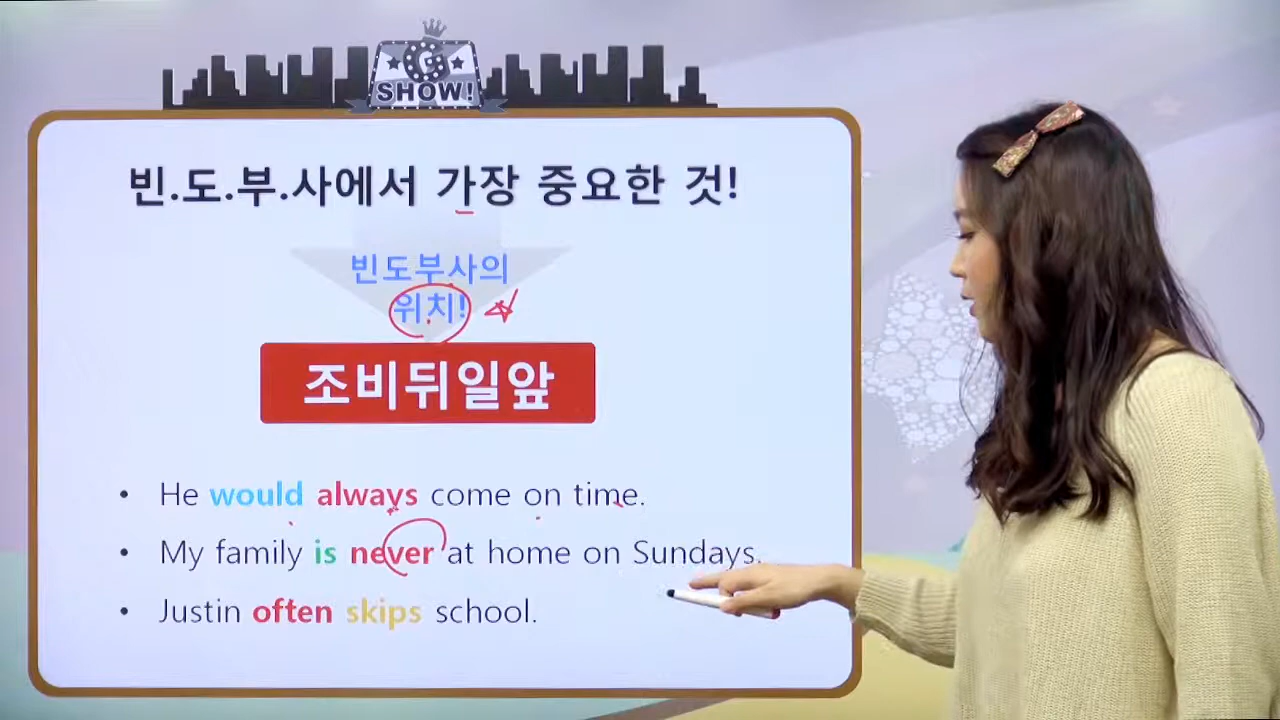 G
SHOW!
빈.도.부.사에서 가장 중요한 것!
빈도부사의
위치!
조비뒤일앞
• He would always come on time.
• My family is never at home on Sundays.
• Justin often skips school.